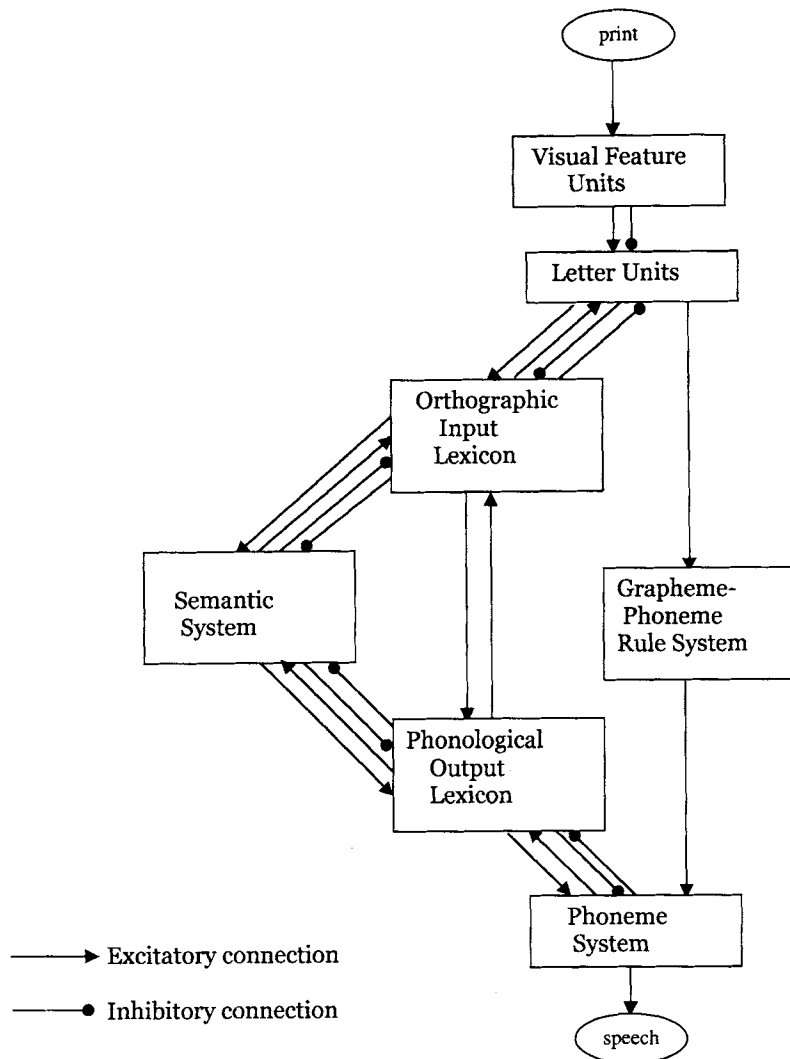 print
Visual Feature
Units
Letter Units
Orthographic
Input
Lexicon
Semantic
System
Grapheme-
Phoneme
Rule System
Phonological
Output
Lexicon
Phoneme
System
Excitatory connection
Inhibitory connection
speech